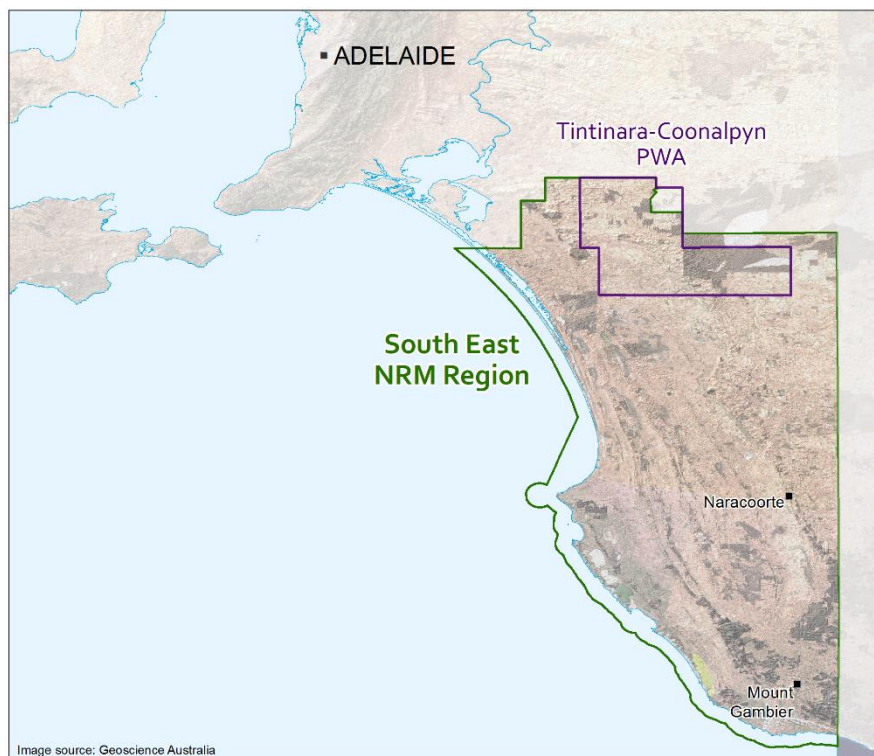 ADELAIDE
Tintinara-Coonalpyn
PWA
South East
NRM Region
Naracoorte
Mount
Gambier
Image source: Geoscience Australia